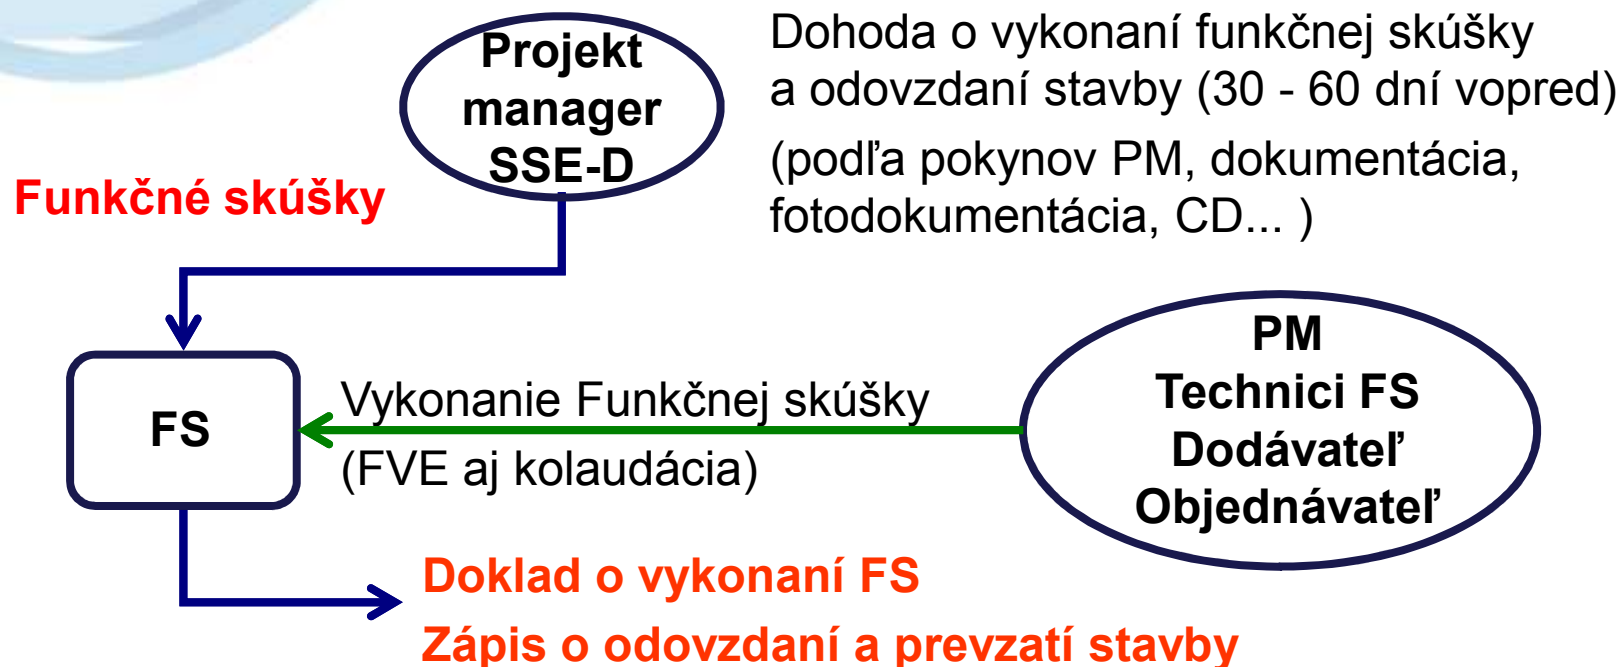 Projekt
manager
SSE-D
Dohoda o vykonaní funkčnej skúšky
a odovzdaní stavby (30 - 60 dní vopred)
(podľa pokynov PM, dokumentácia,
fotodokumentácia, CD... )
Funkčné skúšky
FS
Vykonanie Funkčnej skúšky
(FVE aj kolaudácia)
PM
Technici FS
Dodávateľ
Objednávateľ
Doklad o vykonaní FS
Zápis o odovzdaní a prevzatí stavby